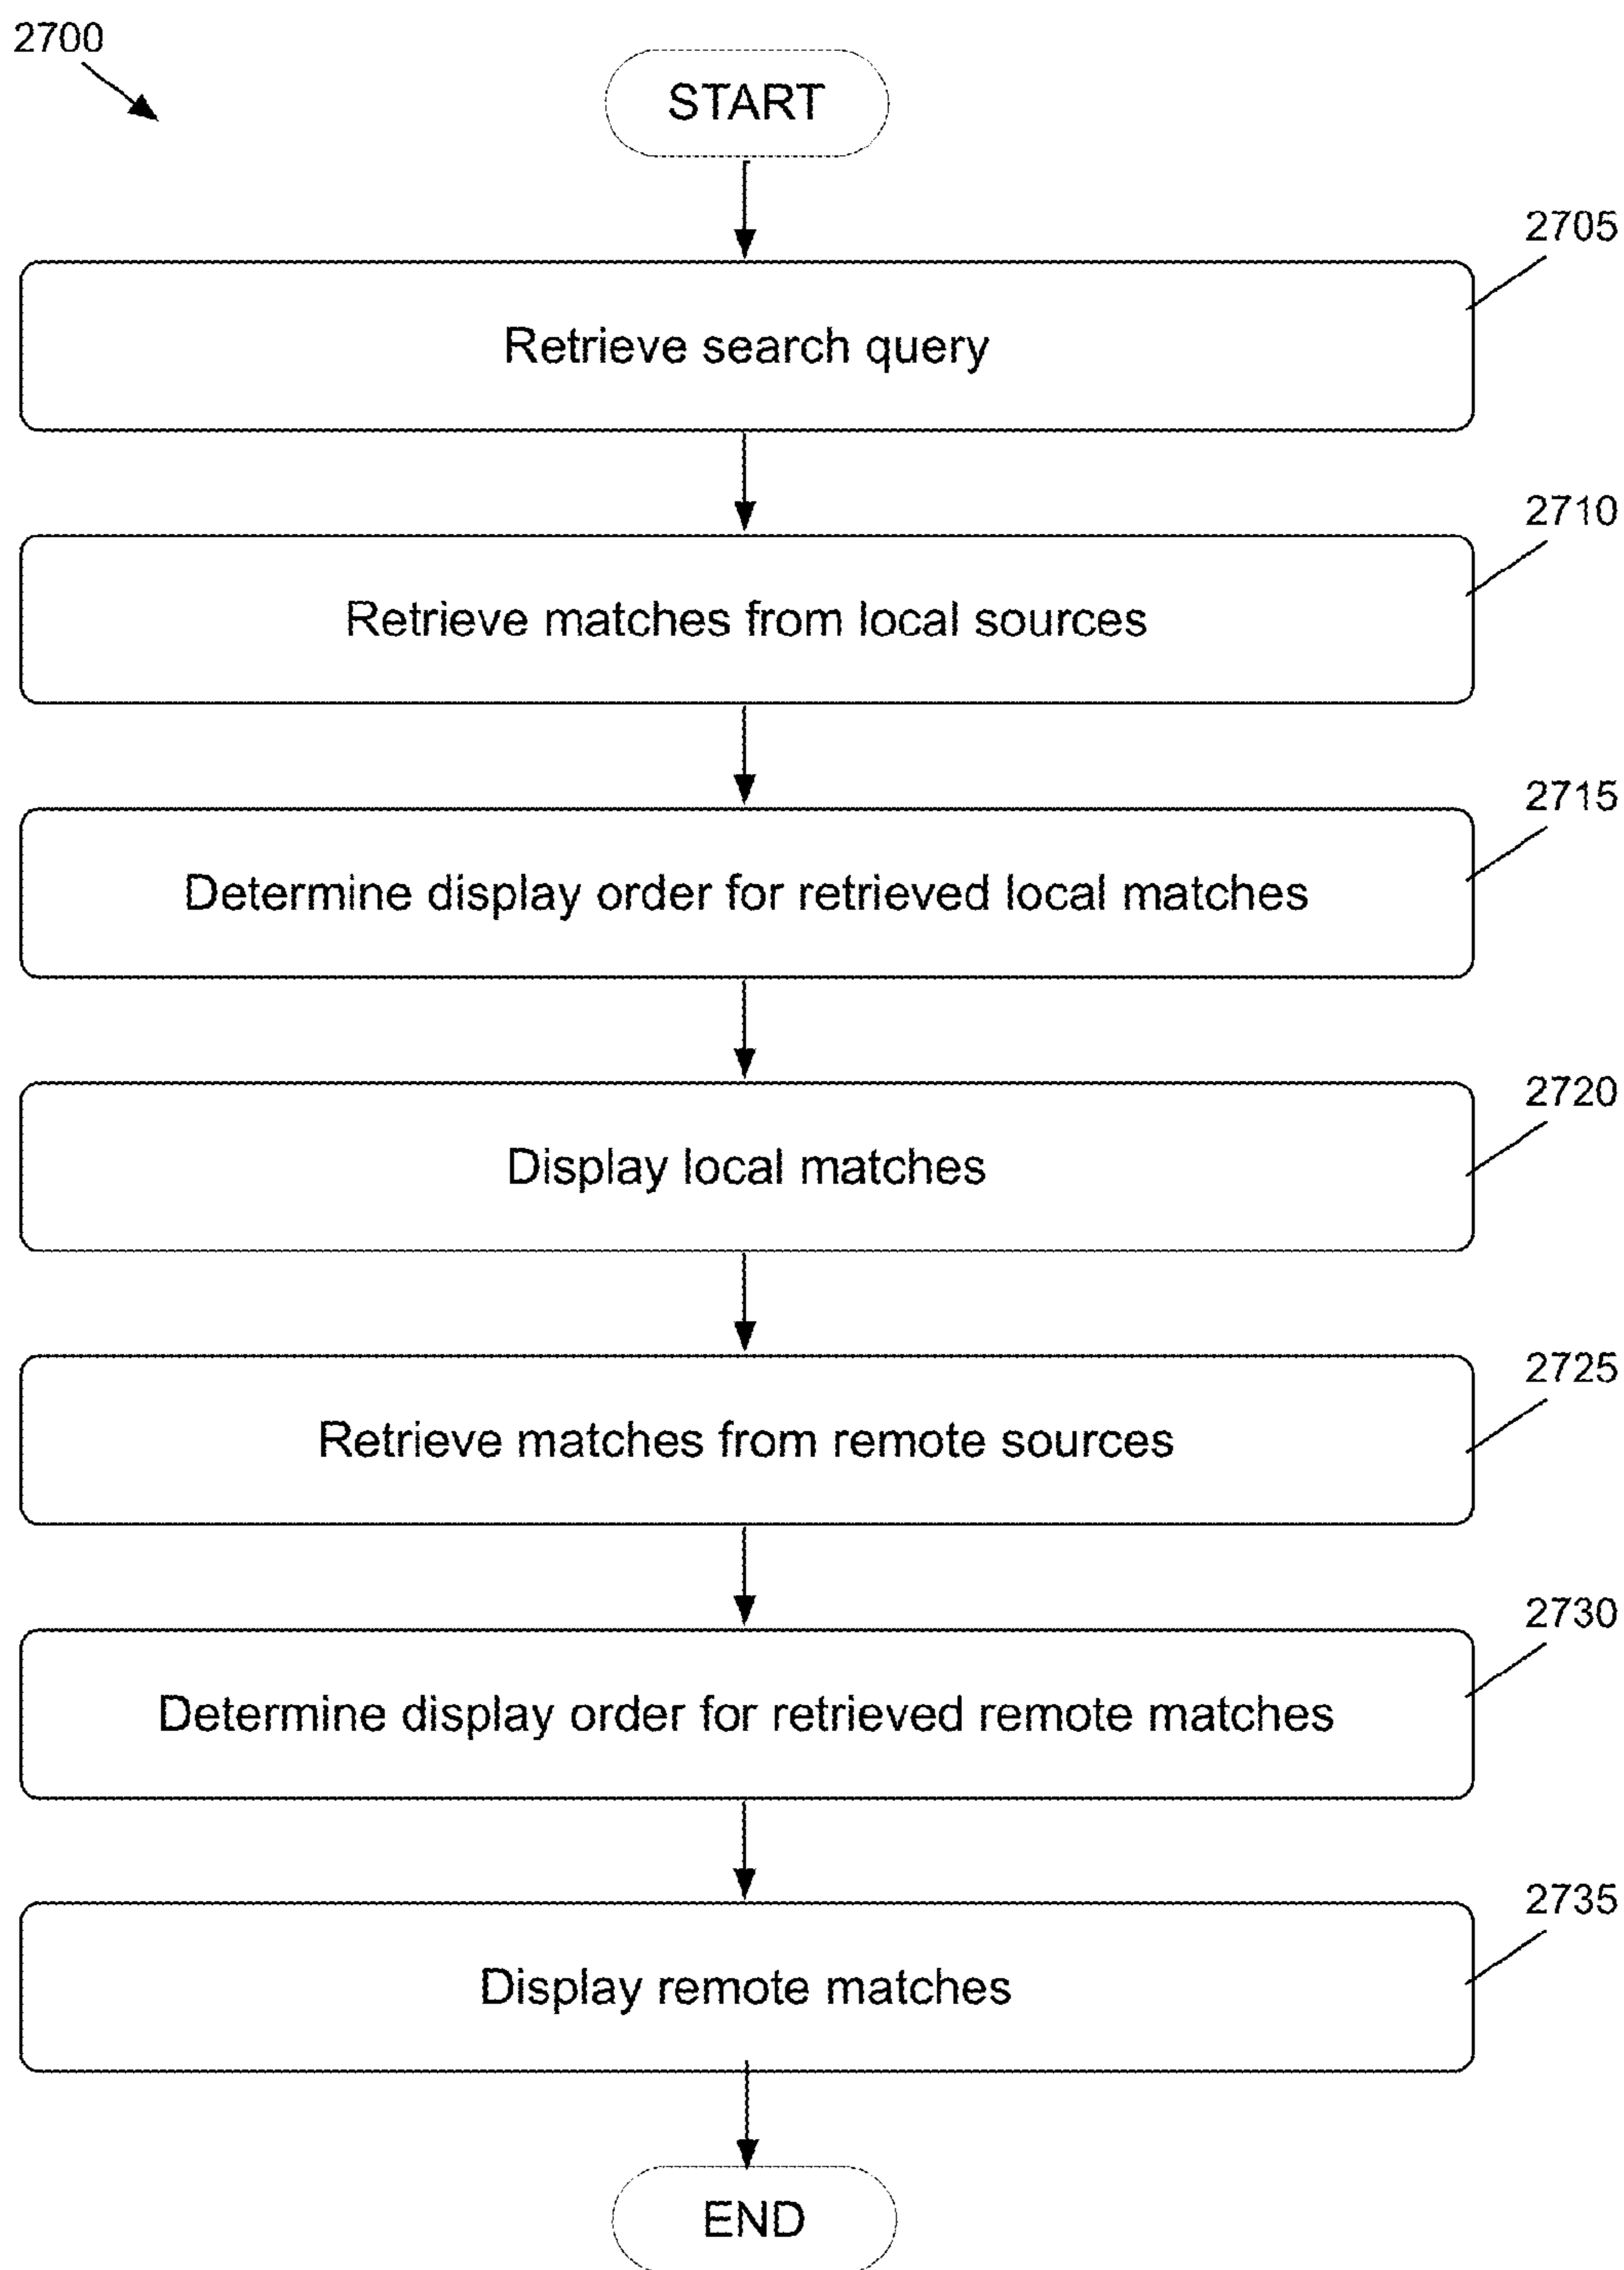 2700
START
2705
Retrieve search query
2710
Retrieve matches from local sources
2715
Determine display order for retrieved local matches
2720
Display local matches
2725
Retrieve matches from remote sources
2730
Determine display order for retrieved remote matches
2735
Display remote matches
END